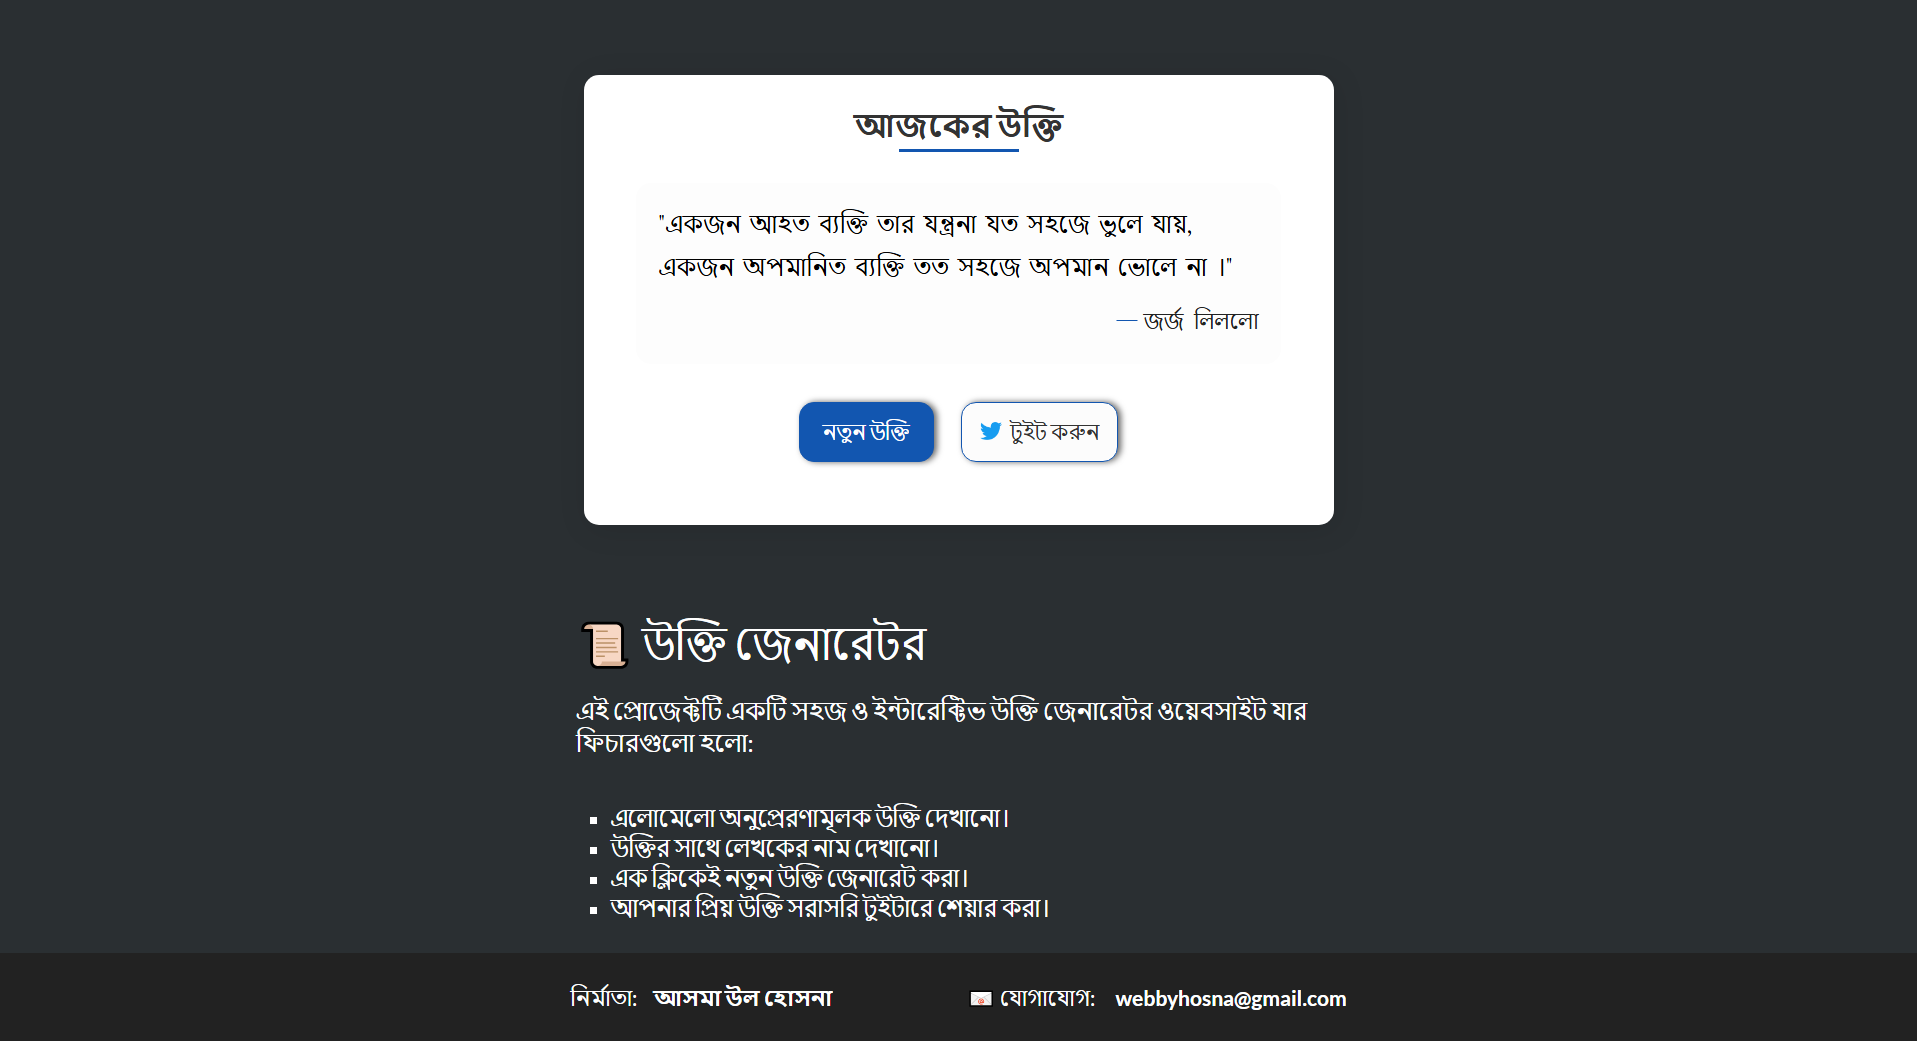 আজকের উক্তি
"একজন আহত ব্যক্তি তার যন্ত্রনা যত সহজে ভুলে যায়,
একজন অপমানিত ব্যক্তি তত সহজে অপমান ভোলে না ।"
— জর্জ লিললো
নতুন উক্তি
টুইট করুন
📜 উক্তি জেনারেটর
এই প্রোজেক্টটি একটি সহজ ও ইন্টারেক্টিভ উক্তি জেনারেটর ওয়েবসাইট যার
ফিচারগুলো হলো:
▪ এলোমেলো অনুপ্রেরণামূলক উক্তি দেখানো।
▪ উক্তির সাথে লেখকের নাম দেখানো।
▪ এক ক্লিকেই নতুন উক্তি জেনারেট করা।
▪ আপনার প্রিয় উক্তি সরাসরি টুইটারে শেয়ার করা।
নির্মাতা: আসমা উল হোসনা
📧 যোগাযোগ: webbyhosna@gmail.com